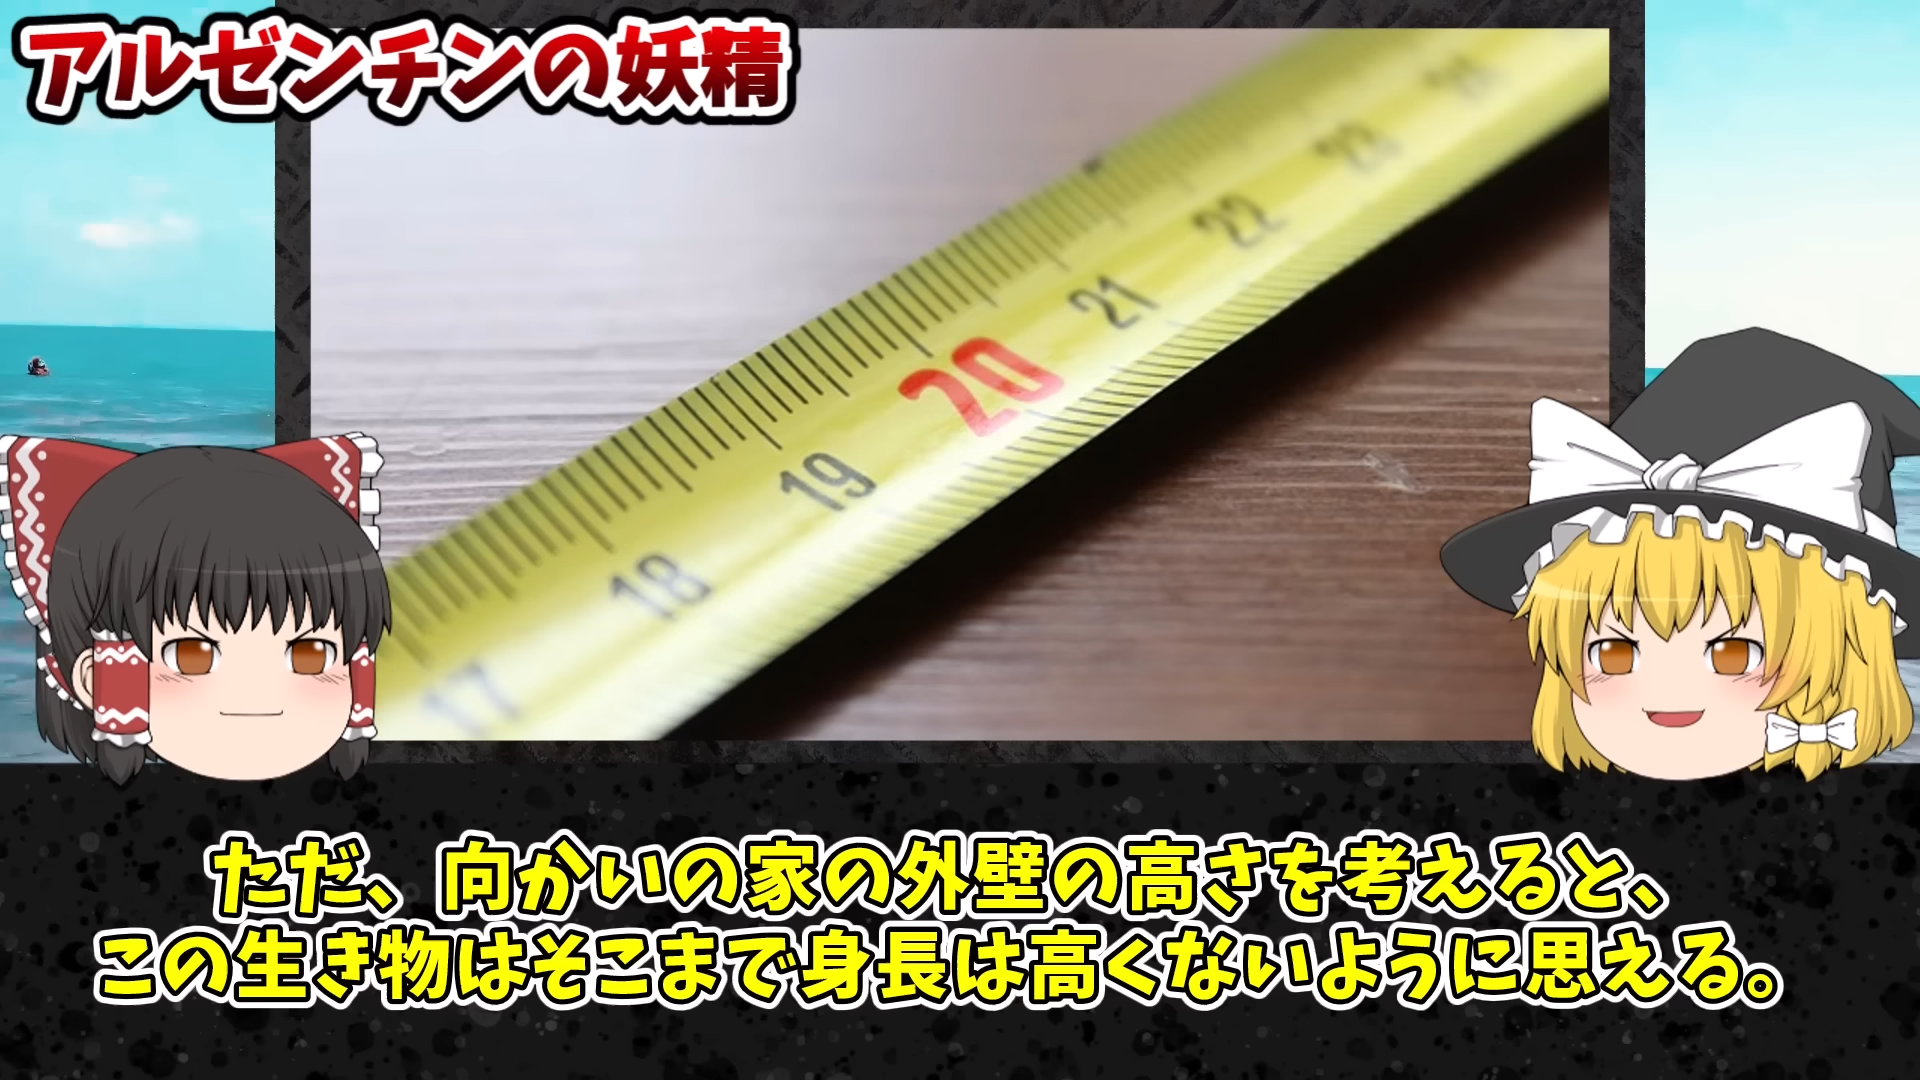 アルゼンチンの妖精
24
23
22
21
20
19
18
17
ただ、向かいの家の外壁の高さを考えると、
この生き物はそこまで身長は高くないように思える。